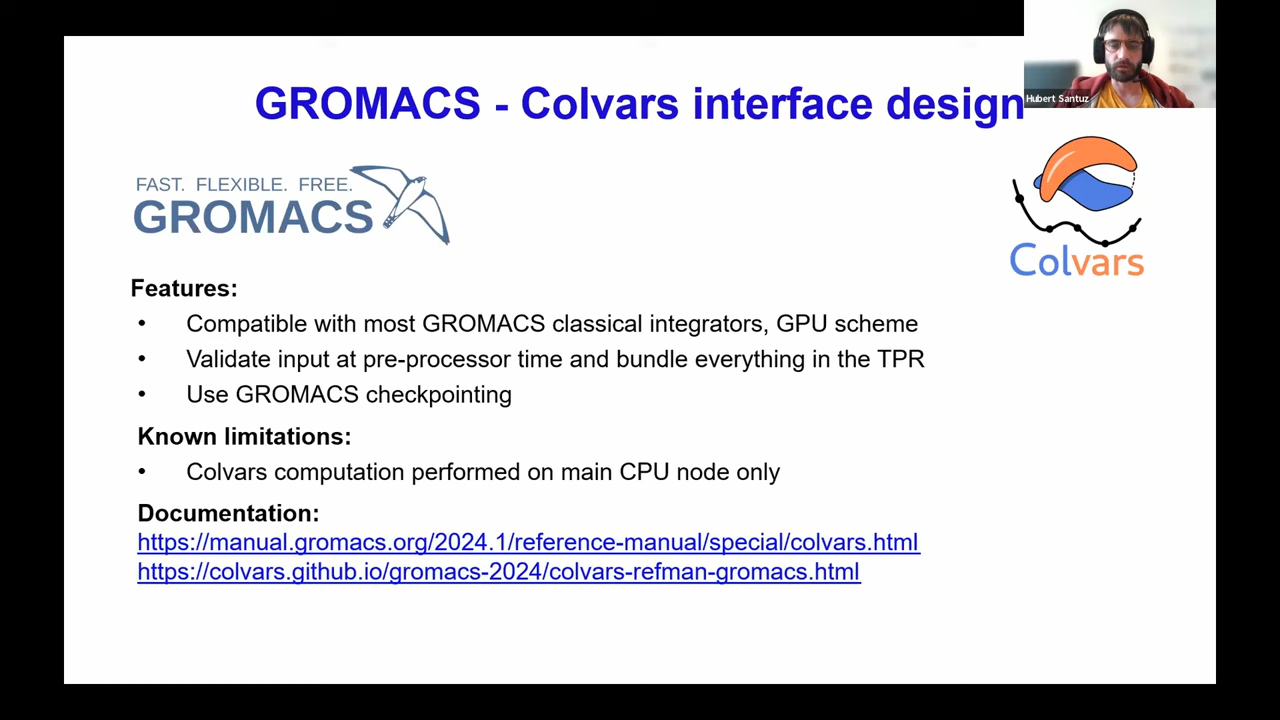 GROMACS - Colvars interface design
Hubert Santuz
FAST. FLEXIBLE. FREE.
GROMACS
Colvars
Features:
• Compatible with most GROMACS classical integrators, GPU scheme
• Validate input at pre-processor time and bundle everything in the TPR
• Use GROMACS checkpointing
Known limitations:
• Colvars computation performed on main CPU node only
Documentation:
https://manual.gromacs.org/2024.1/reference-manual/special/colvars.html
https://colvars.github.io/gromacs-2024/colvars-refman-gromacs.html